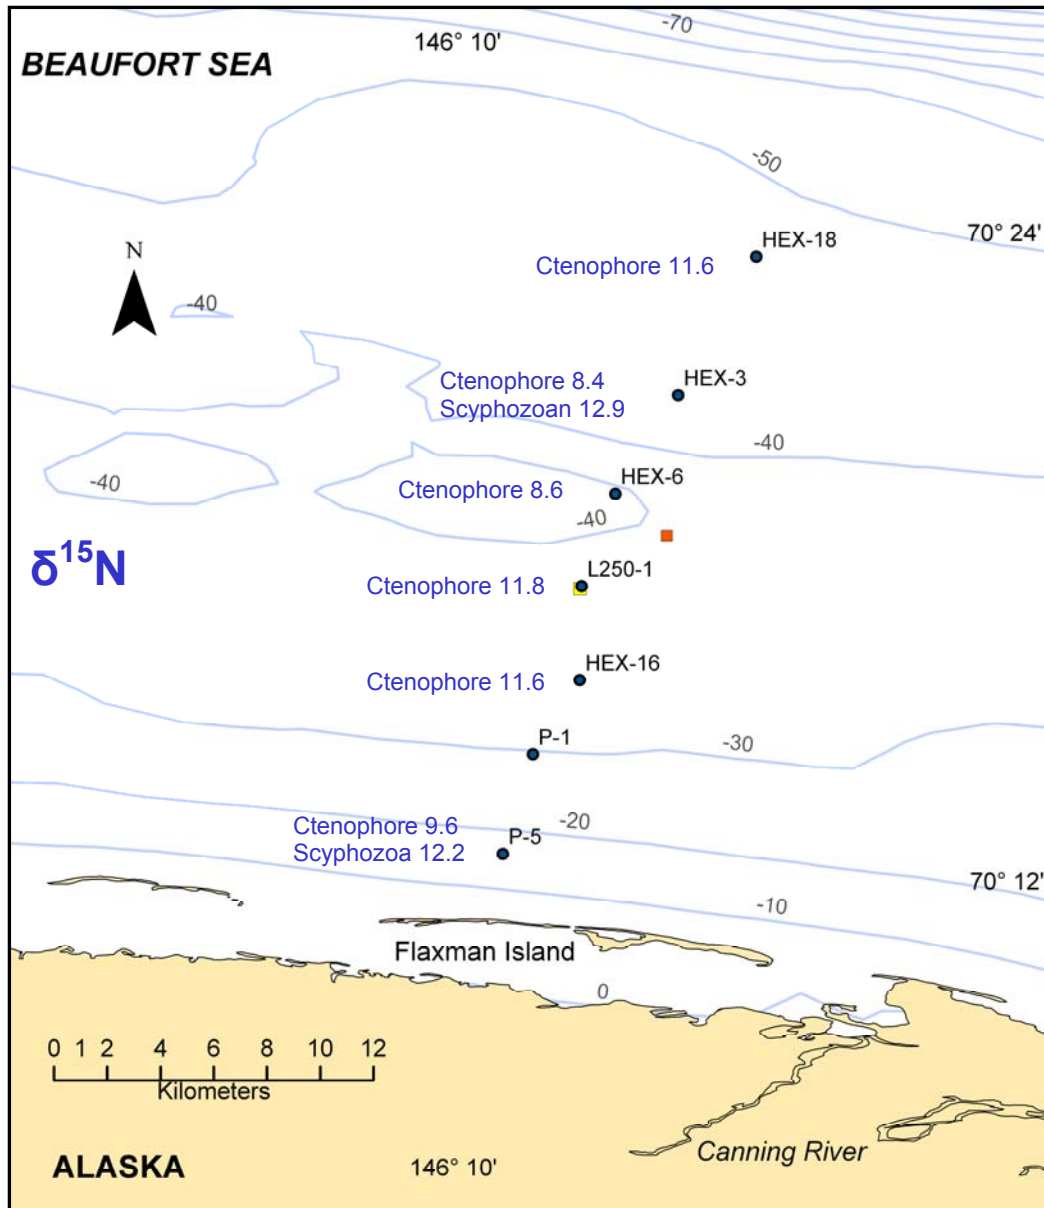 -70
146° 10'
BEAUFORT SEA
-50
70° 24'
HEX-18
N
Ctenophore 11.6
-40
HEX-3
Ctenophore 8.4
Scyphozoan 12.9
-40
HEX-6
-40
Ctenophore 8.6
-40
δ¹⁵N
L250-1
Ctenophore 11.8
HEX-16
Ctenophore 11.6
P-1
-30
-20
Ctenophore 9.6
P-5
Scyphozoa 12.2
70° 12'
-10
Flaxman Island
0
0 1 2 4 6 8 10 12
Kilometers
Canning River
ALASKA
146° 10'